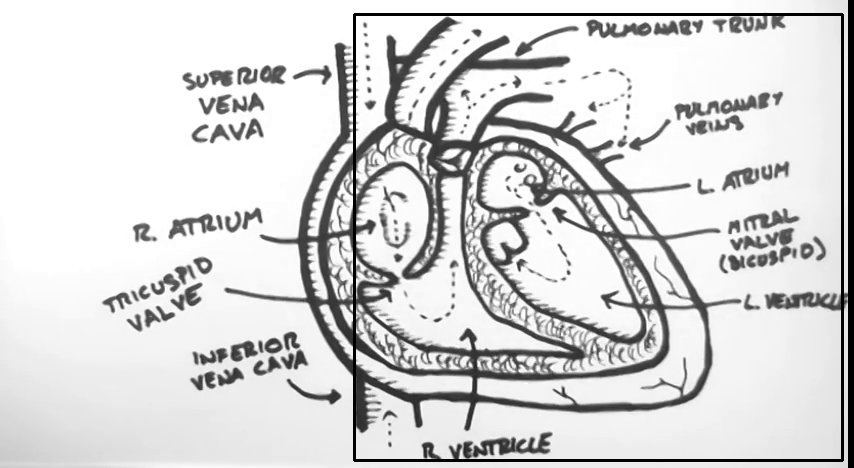 PULMONARY TRUNK
SUPERIOR
VENA
CAVA
PULMONARY
VEINS
L. ATRIUM
R. ATRIUM
MITRAL
VALVE
(BICUSPID)
TRICUSPID
VALVE
L. VENTRICLE
INFERIOR
VENA CAVA
R. VENTRICLE